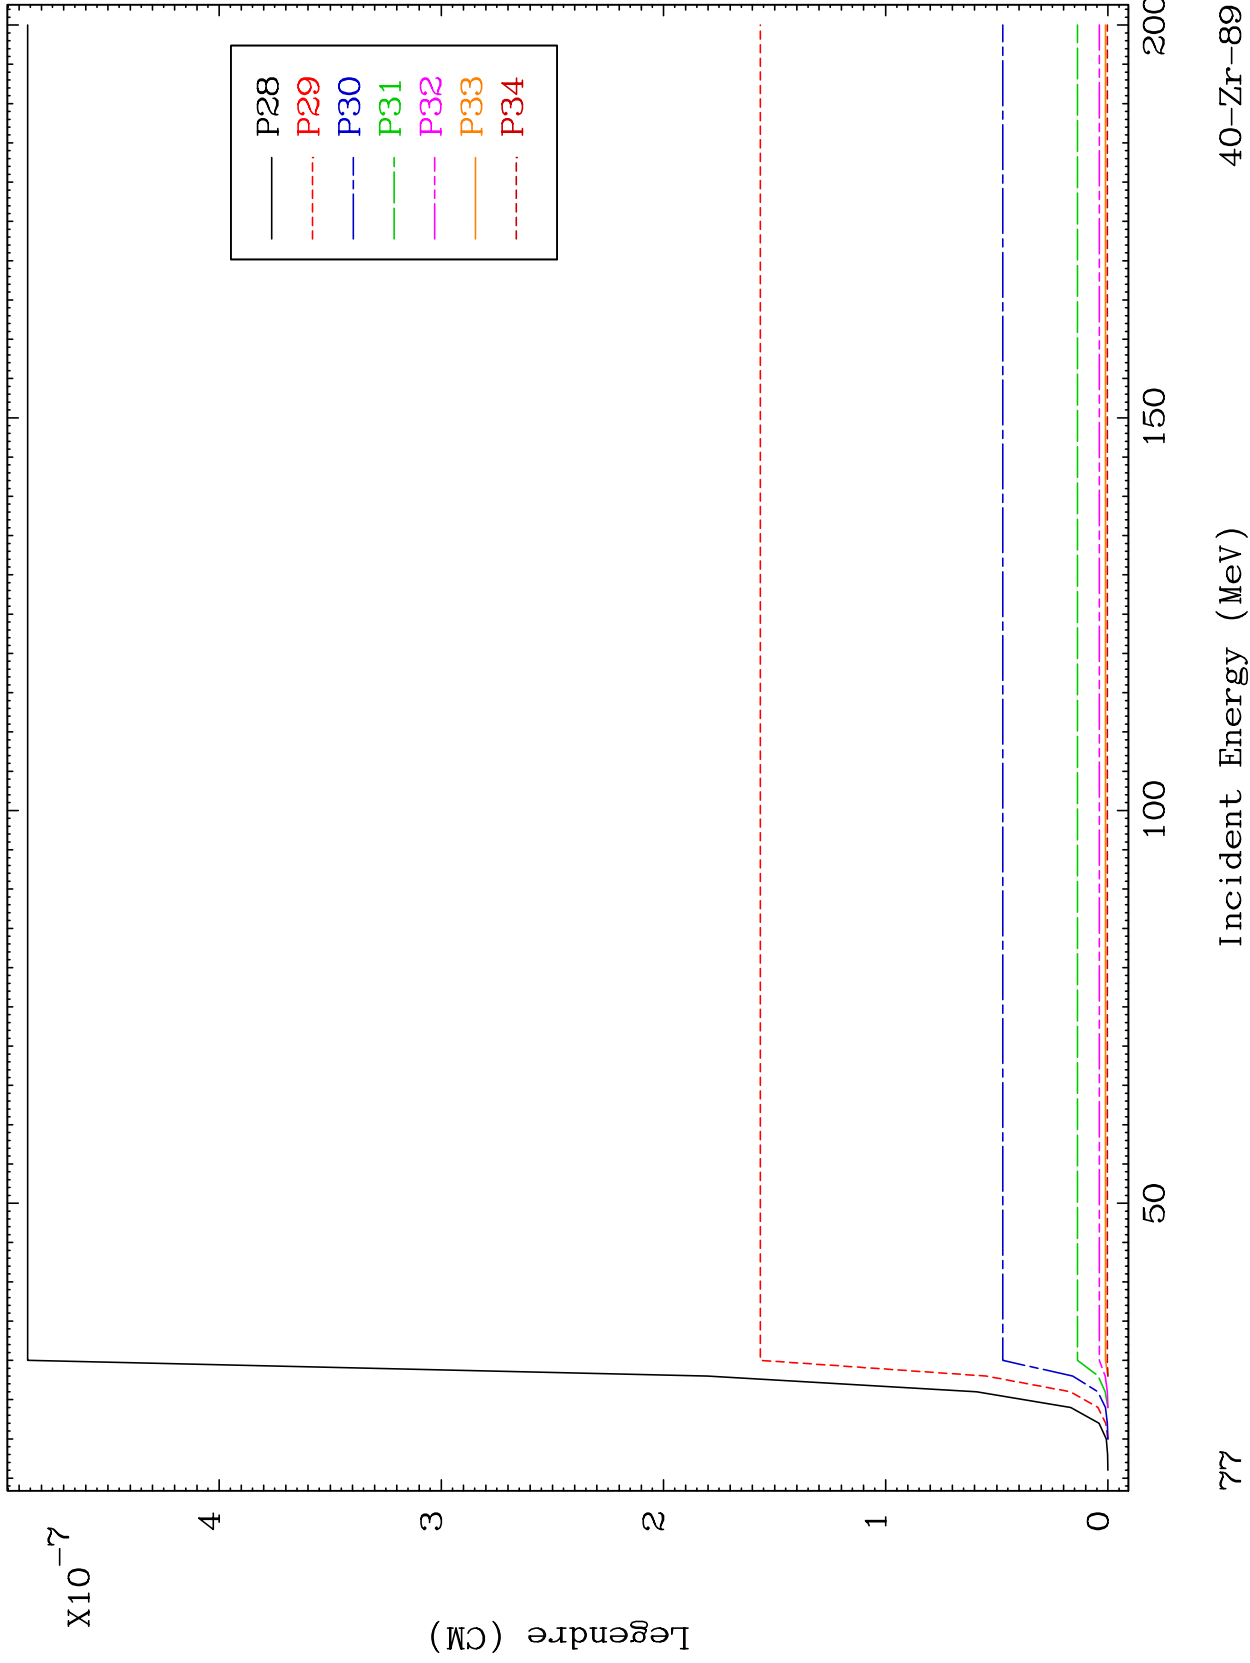 X10⁻⁷
4
3
2
1
0
Legendre (CM)
P28
P29
P30
P31
P32
P33
P34
50
100
150
200
Incident Energy (MeV)
77
40-Zr-89